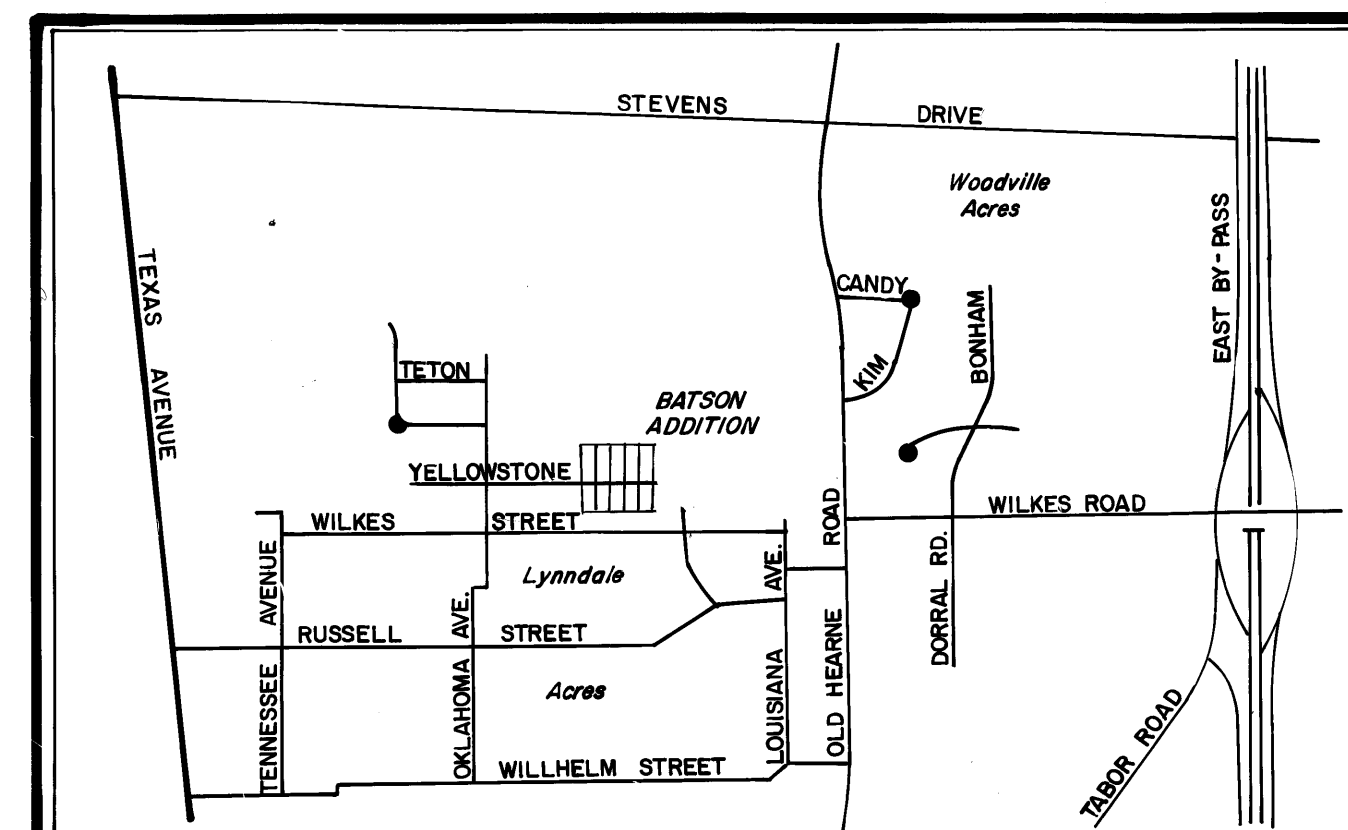 STEVENS DRIVE
Woodville
Acres
TEXAS AVENUE
EAST BY-PASS
CANDY
KIM
BONHAM
TETON
BATSON
ADDITION
YELLOWSTONE
WILKES STREET
WILKES ROAD
Lynndale
Acres
RUSSELL STREET
TENNESSEE AVENUE
OKLAHOMA AVE.
LOUISIANA AVE.
OLD HEARNE ROAD
DORRAL RD.
WILLHELM STREET
TABOR ROAD